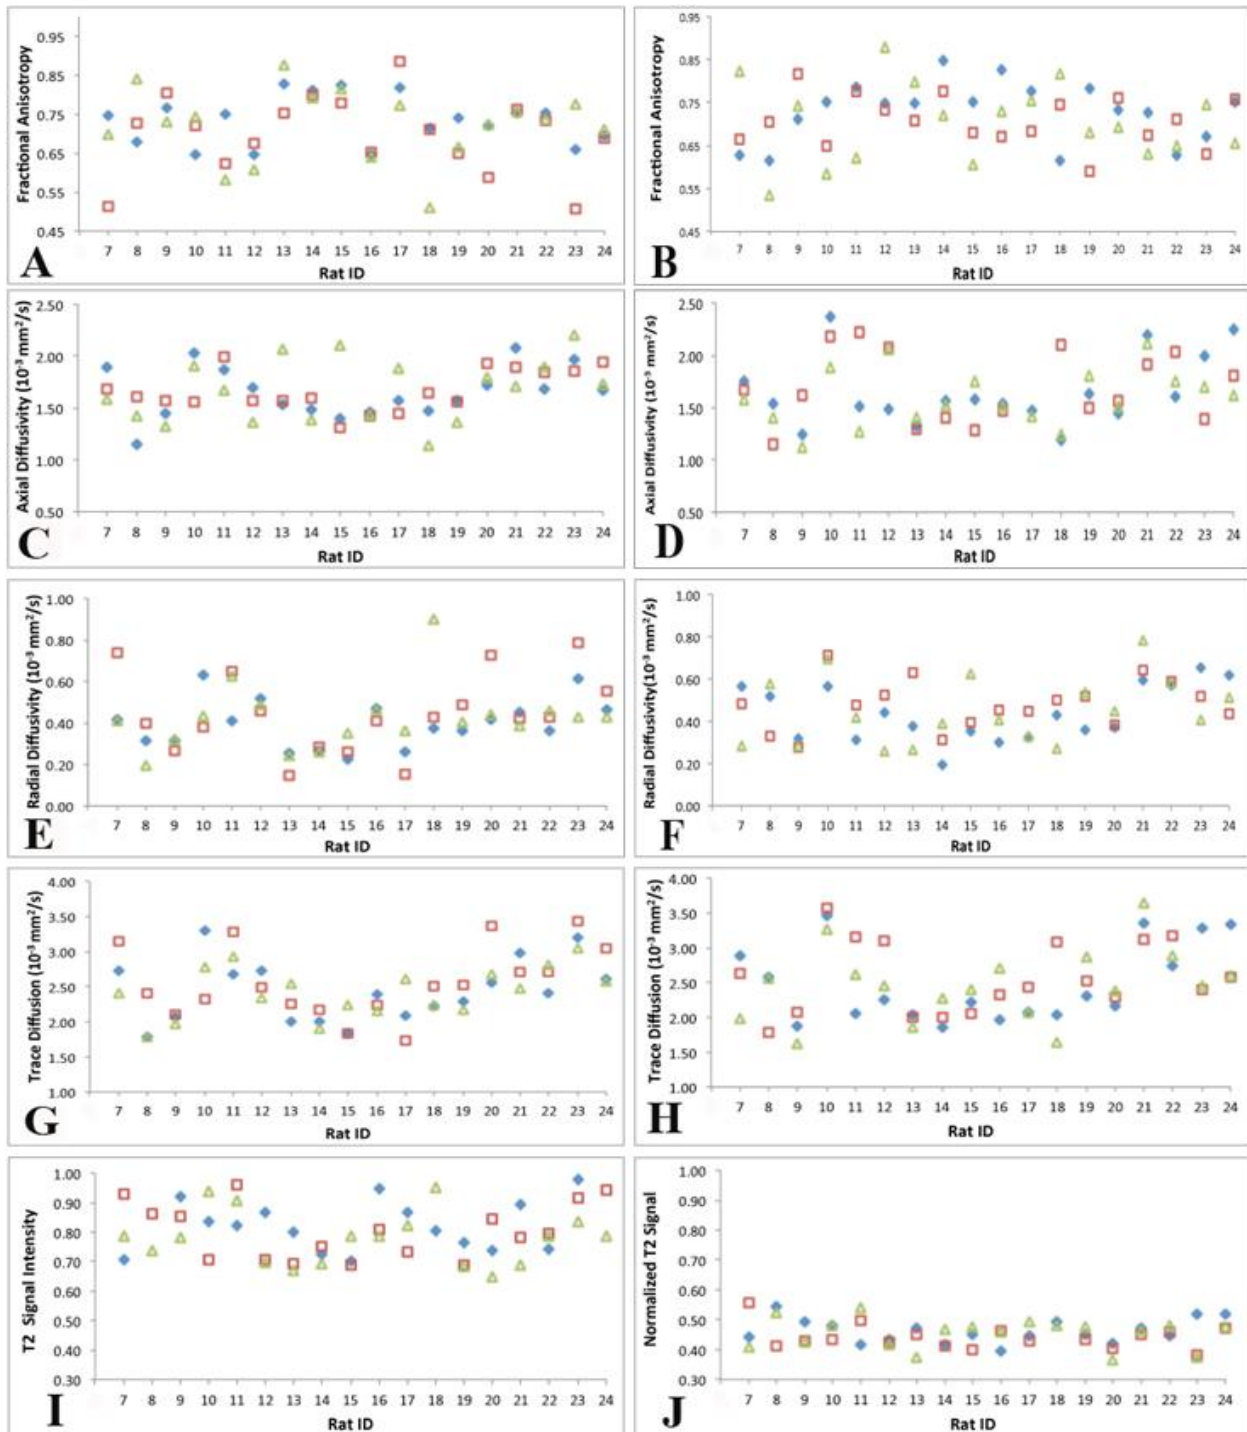 Fractional Anisotropy
0.95
0.85
0.75
0.65
0.55
0.45
7 8 9 10 11 12 13 14 15 16 17 18 19 20 21 22 23 24
Rat ID
A
Fractional Anisotropy
0.95
0.85
0.75
0.65
0.55
0.45
7 8 9 10 11 12 13 14 15 16 17 18 19 20 21 22 23 24
Rat ID
B
Axial Diffusivity (10⁻³ mm²/s)
2.50
2.00
1.50
1.00
0.50
7 8 9 10 11 12 13 14 15 16 17 18 19 20 21 22 23 24
Rat ID
C
Axial Diffusivity (10⁻³ mm²/s)
2.50
2.00
1.50
1.00
0.50
7 8 9 10 11 12 13 14 15 16 17 18 19 20 21 22 23 24
Rat ID
D
Radial Diffusivity (10⁻³ mm²/s)
1.00
0.80
0.60
0.40
0.20
0.00
7 8 9 10 11 12 13 14 15 16 17 18 19 20 21 22 23 24
Rat ID
E
Radial Diffusivity(10⁻³ mm²/s)
1.00
0.80
0.60
0.40
0.20
0.00
7 8 9 10 11 12 13 14 15 16 17 18 19 20 21 22 23 24
Rat ID
F
Trace Diffusion (10⁻³ mm²/s)
4.00
3.50
3.00
2.50
2.00
1.50
1.00
7 8 9 10 11 12 13 14 15 16 17 18 19 20 21 22 23 24
Rat ID
G
Trace Diffusion (10⁻³ mm²/s)
4.00
3.50
3.00
2.50
2.00
1.50
1.00
7 8 9 10 11 12 13 14 15 16 17 18 19 20 21 22 23 24
Rat ID
H
T2 Signal Intensity
1.00
0.90
0.80
0.70
0.60
0.50
0.40
0.30
7 8 9 10 11 12 13 14 15 16 17 18 19 20 21 22 23 24
Rat ID
I
Normalized T2 Signal
1.00
0.90
0.80
0.70
0.60
0.50
0.40
0.30
7 8 9 10 11 12 13 14 15 16 17 18 19 20 21 22 23 24
Rat ID
J